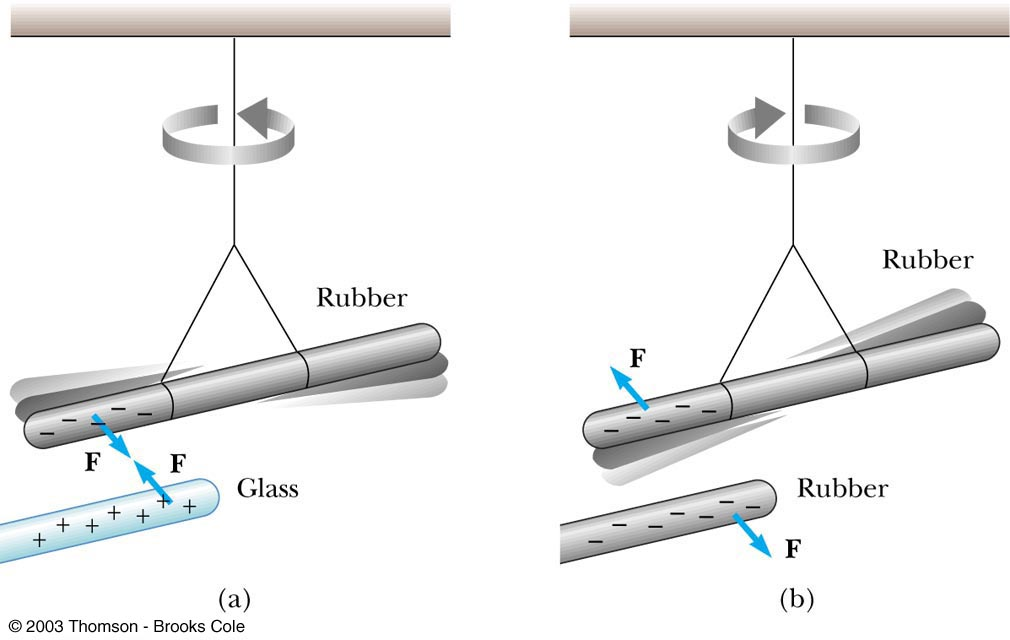 Rubber
F
F
Glass
(a)
Rubber
F
Rubber
F
(b)
© 2003 Thomson - Brooks Cole